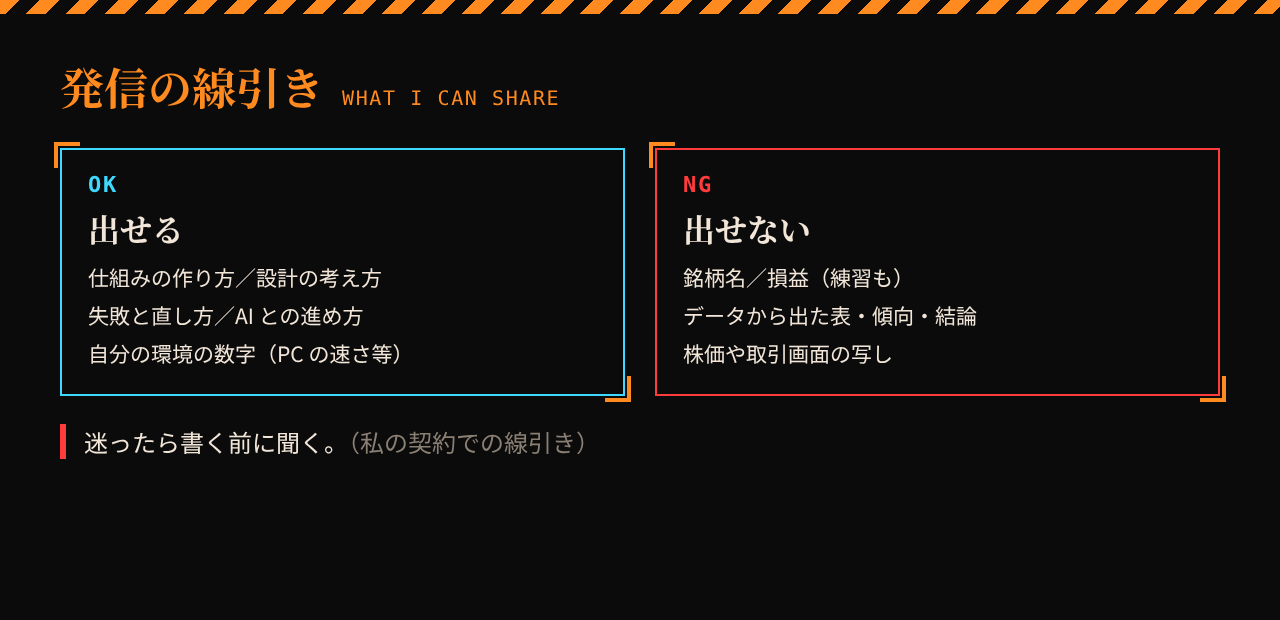 発信の線引き WHAT I CAN SHARE
OK
出せる
仕組みの作り方／設計の考え方
失敗と直し方／AI との進め方
自分の環境の数字（PC の速さ等）
NG
出せない
銘柄名／損益（練習も）
データから出た表・傾向・結論
株価や取引画面の写し
迷ったら書く前に聞く。（私の契約での線引き）